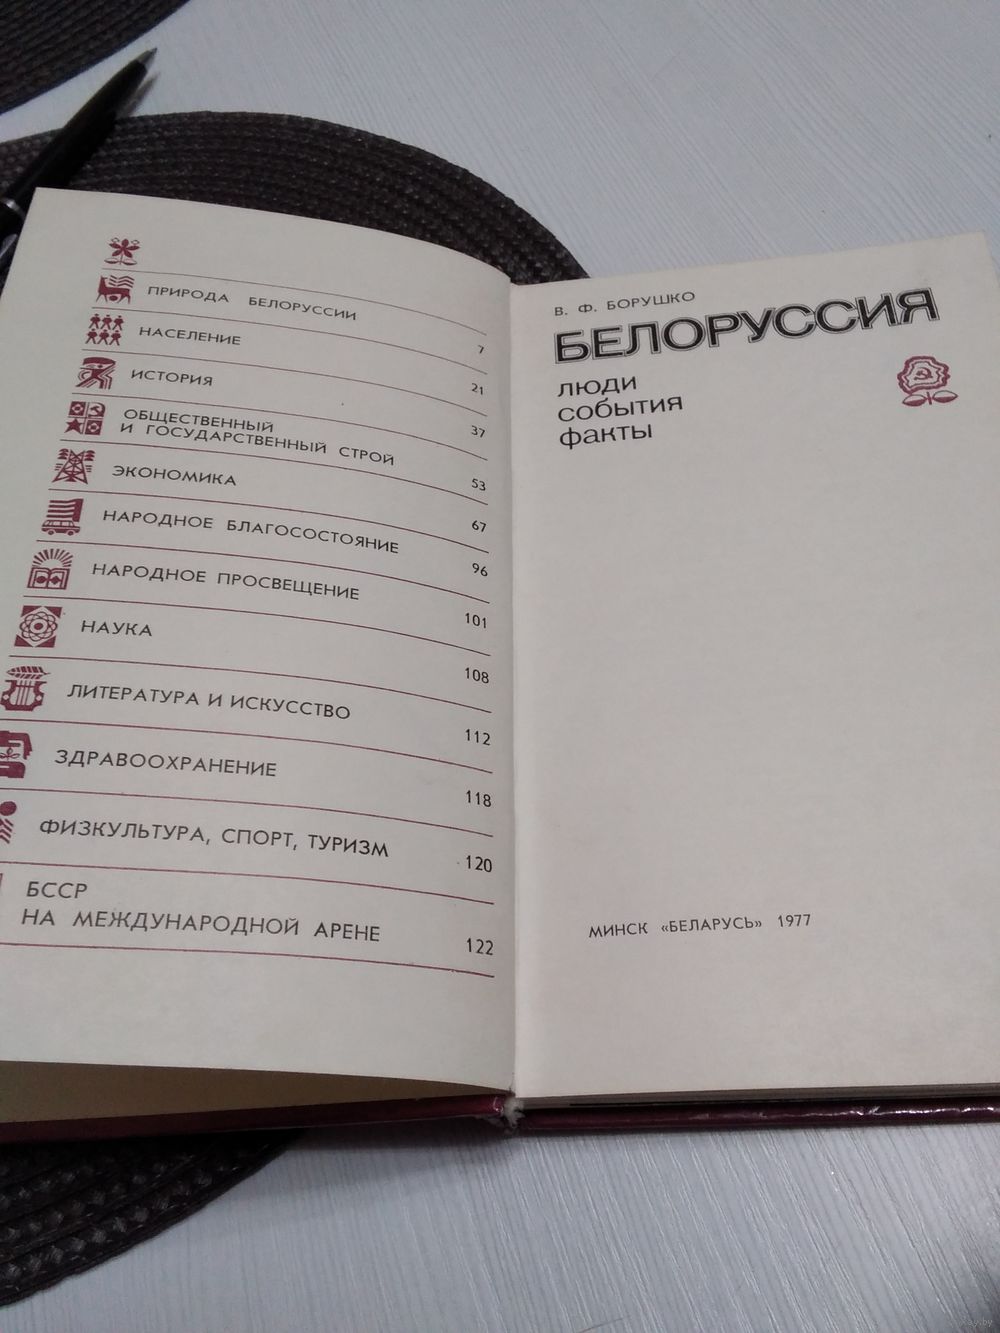 ПРИРОДА БЕЛОРУССИИ 7
НАСЕЛЕНИЕ 21
ИСТОРИЯ 37
ОБЩЕСТВЕННЫЙ
И ГОСУДАРСТВЕННЫЙ СТРОЙ 53
ЭКОНОМИКА 67
НАРОДНОЕ БЛАГОСОСТОЯНИЕ 96
НАРОДНОЕ ПРОСВЕЩЕНИЕ 101
НАУКА 108
ЛИТЕРАТУРА И ИСКУССТВО 112
ЗДРАВООХРАНЕНИЕ 118
ФИЗКУЛЬТУРА, СПОРТ, ТУРИЗМ 120
БССР
НА МЕЖДУНАРОДНОЙ АРЕНЕ 122
В. Ф. БОРУШКО
БЕЛОРУССИЯ
люди
события
факты
МИНСК «БЕЛАРУСЬ» 1977